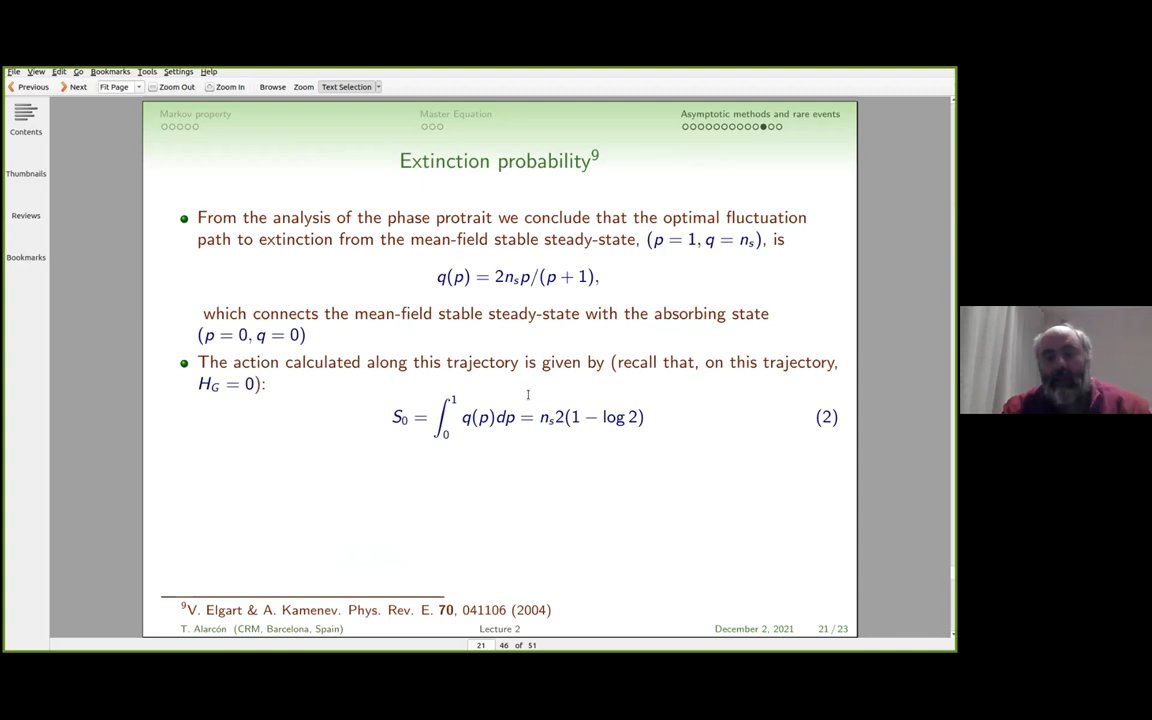 File View Edit Go Bookmarks Tools Settings Help
Previous Next Fit Page Zoom Out Zoom In Browse Zoom Text Selection
Contents
Thumbnails
Reviews
Bookmarks
Markov property Master Equation Asymptotic methods and rare events
Extinction probability⁹
From the analysis of the phase protrait we conclude that the optimal fluctuation
path to extinction from the mean-field stable steady-state, (p = 1, q = nₛ), is
q(p) = 2nₛp/(p + 1),
which connects the mean-field stable steady-state with the absorbing state
(p = 0, q = 0)
The action calculated along this trajectory is given by (recall that, on this trajectory,
H_G = 0):
S₀ = ∫₀¹ q(p)dp = nₛ2(1 − log 2) (2)
⁹V. Elgart & A. Kamenev. Phys. Rev. E. 70, 041106 (2004)
T. Alarcón (CRM, Barcelona, Spain) Lecture 2 December 2, 2021 21 / 23
21 46 of 51